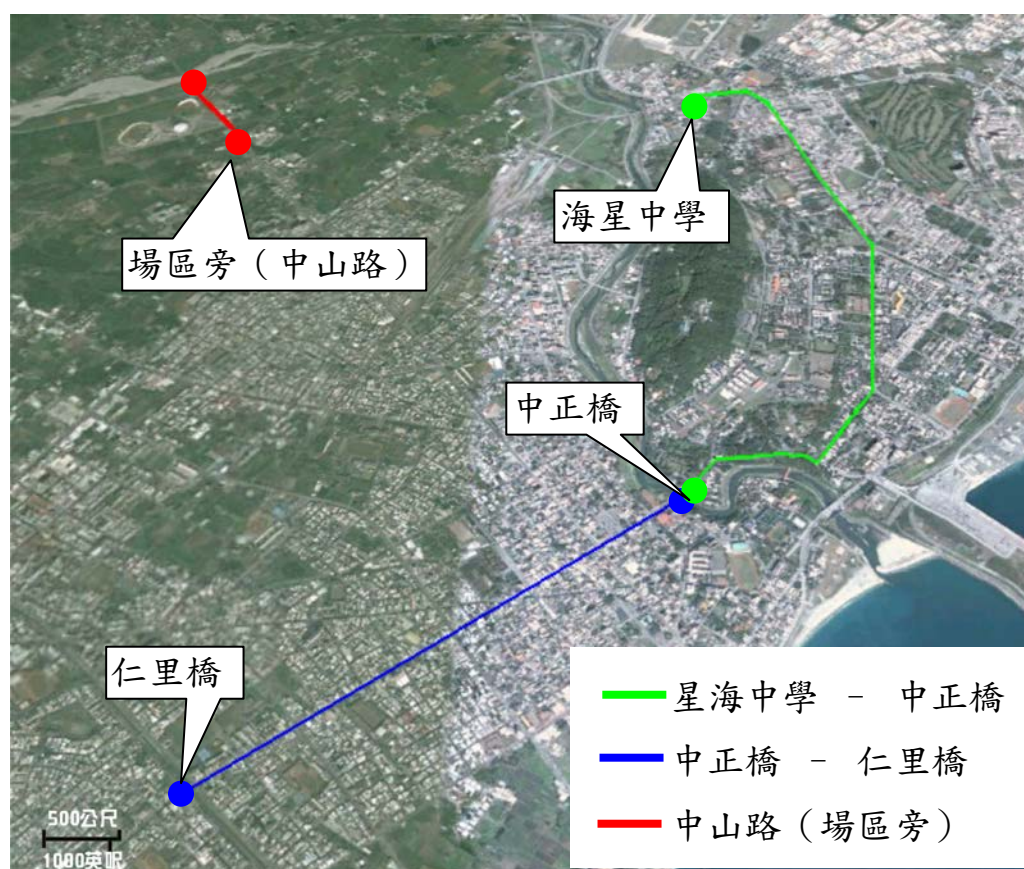 海星中學
場區旁（中山路）
中正橋
仁里橋
星海中學 － 中正橋
中正橋 － 仁里橋
中山路（場區旁）
500公尺
1000英呎